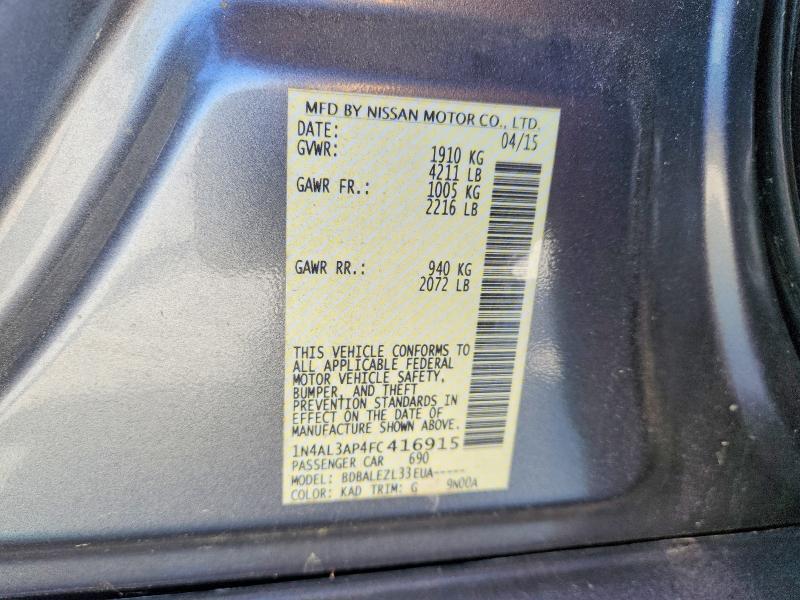 MFD BY NISSAN MOTOR CO., LTD.
DATE: 04/15
GVWR: 1910 KG
4211 LB
GAWR FR.: 1005 KG
2216 LB
GAWR RR.: 940 KG
2072 LB
THIS VEHICLE CONFORMS TO
ALL APPLICABLE FEDERAL
MOTOR VEHICLE SAFETY,
BUMPER, AND THEFT
PREVENTION STANDARDS IN
EFFECT ON THE DATE OF
MANUFACTURE SHOWN ABOVE.
1N4AL3AP4FC416915
PASSENGER CAR 690
MODEL: BDBALEZL33EUA-----
COLOR: KAD TRIM: G 9N00A